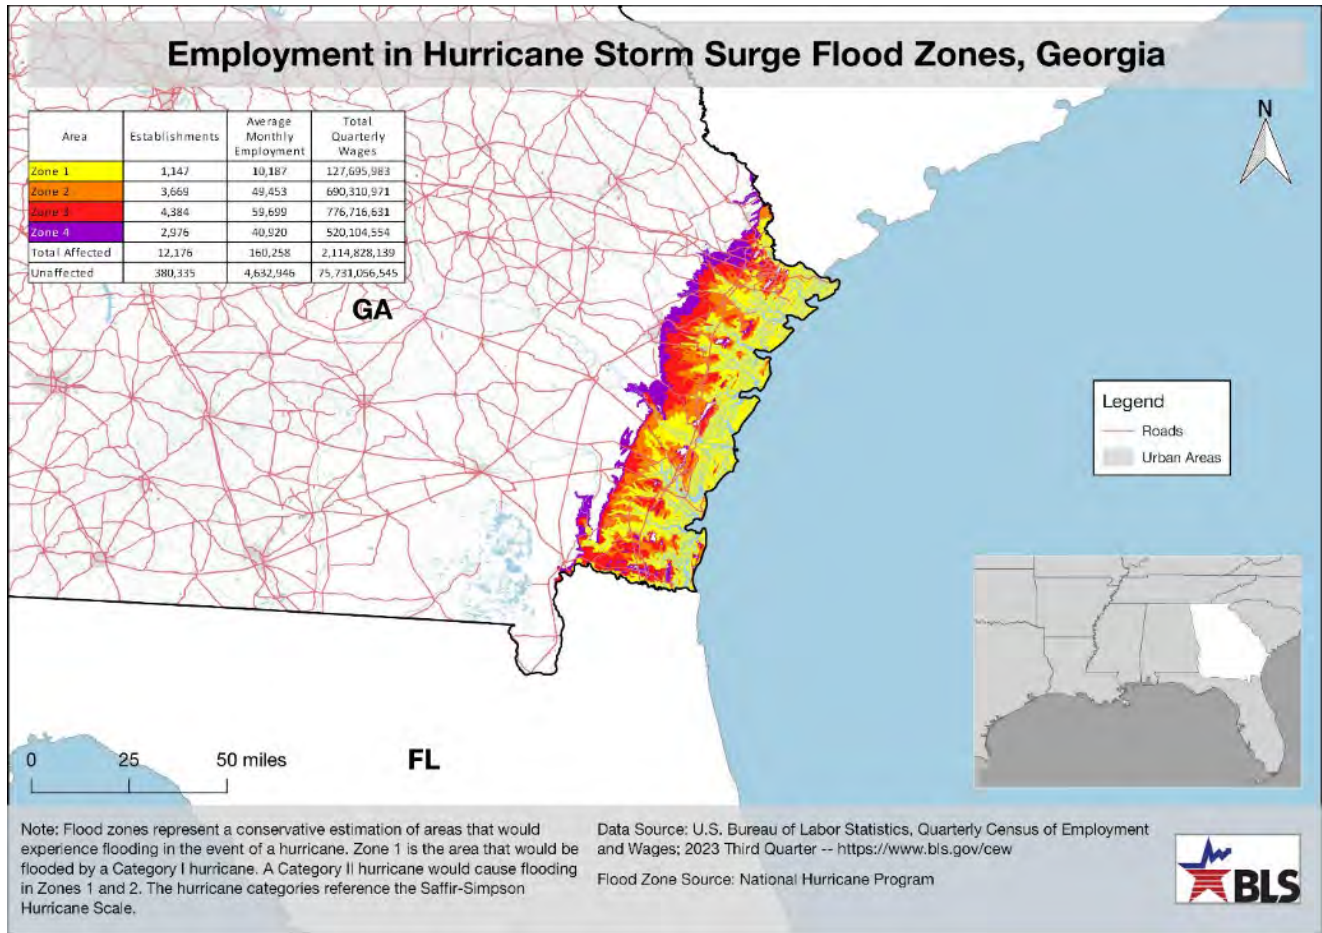 Employment in Hurricane Storm Surge Flood Zones, Georgia
N
Area Establishments Average Monthly Employment Total Quarterly Wages
Zone 1 1,147 10,187 127,695,983
Zone 2 3,669 49,453 690,310,971
Zone 3 4,384 59,699 776,716,631
Zone 4 2,976 40,920 520,104,554
Total Affected 12,176 160,258 2,114,828,139
Unaffected 380,335 4,632,946 75,731,056,545
GA
Legend
Roads
Urban Areas
0 25 50 miles
FL
Note: Flood zones represent a conservative estimation of areas that would
experience flooding in the event of a hurricane. Zone 1 is the area that would be
flooded by a Category I hurricane. A Category II hurricane would cause flooding
in Zones 1 and 2. The hurricane categories reference the Saffir-Simpson
Hurricane Scale.
Data Source: U.S. Bureau of Labor Statistics, Quarterly Census of Employment
and Wages; 2023 Third Quarter -- https://www.bls.gov/cew
Flood Zone Source: National Hurricane Program
BLS